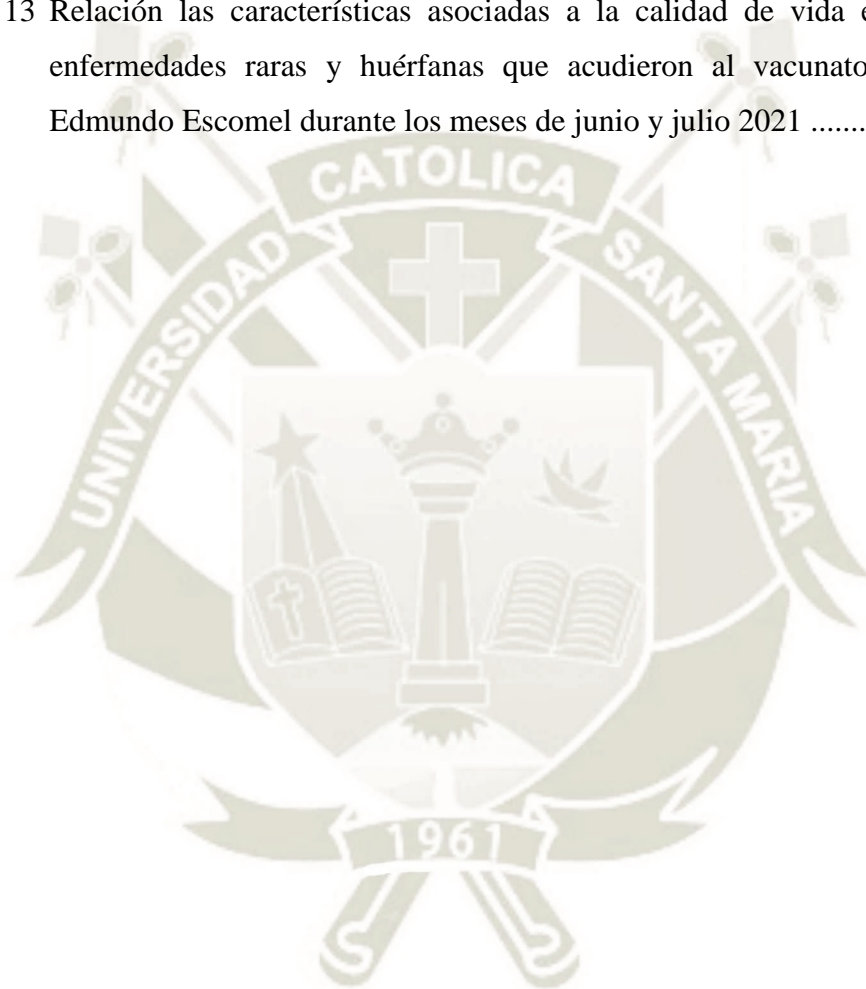 13 Relación las características asociadas a la calidad de vida e
enfermedades raras y huérfanas que acudieron al vacunato
Edmundo Escomel durante los meses de junio y julio 2021 .......
CATOLICA
UNIVERSIDAD
SANTA MARIA
1961